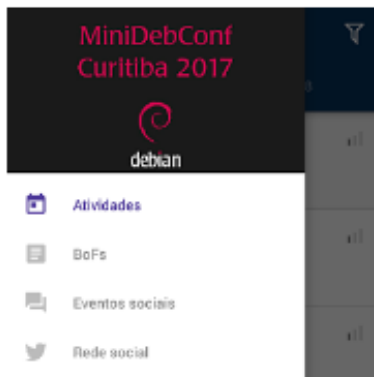 MiniDebConf
Curitiba 2017
debian
Atividades
BoFs
Eventos sociais
Rede social